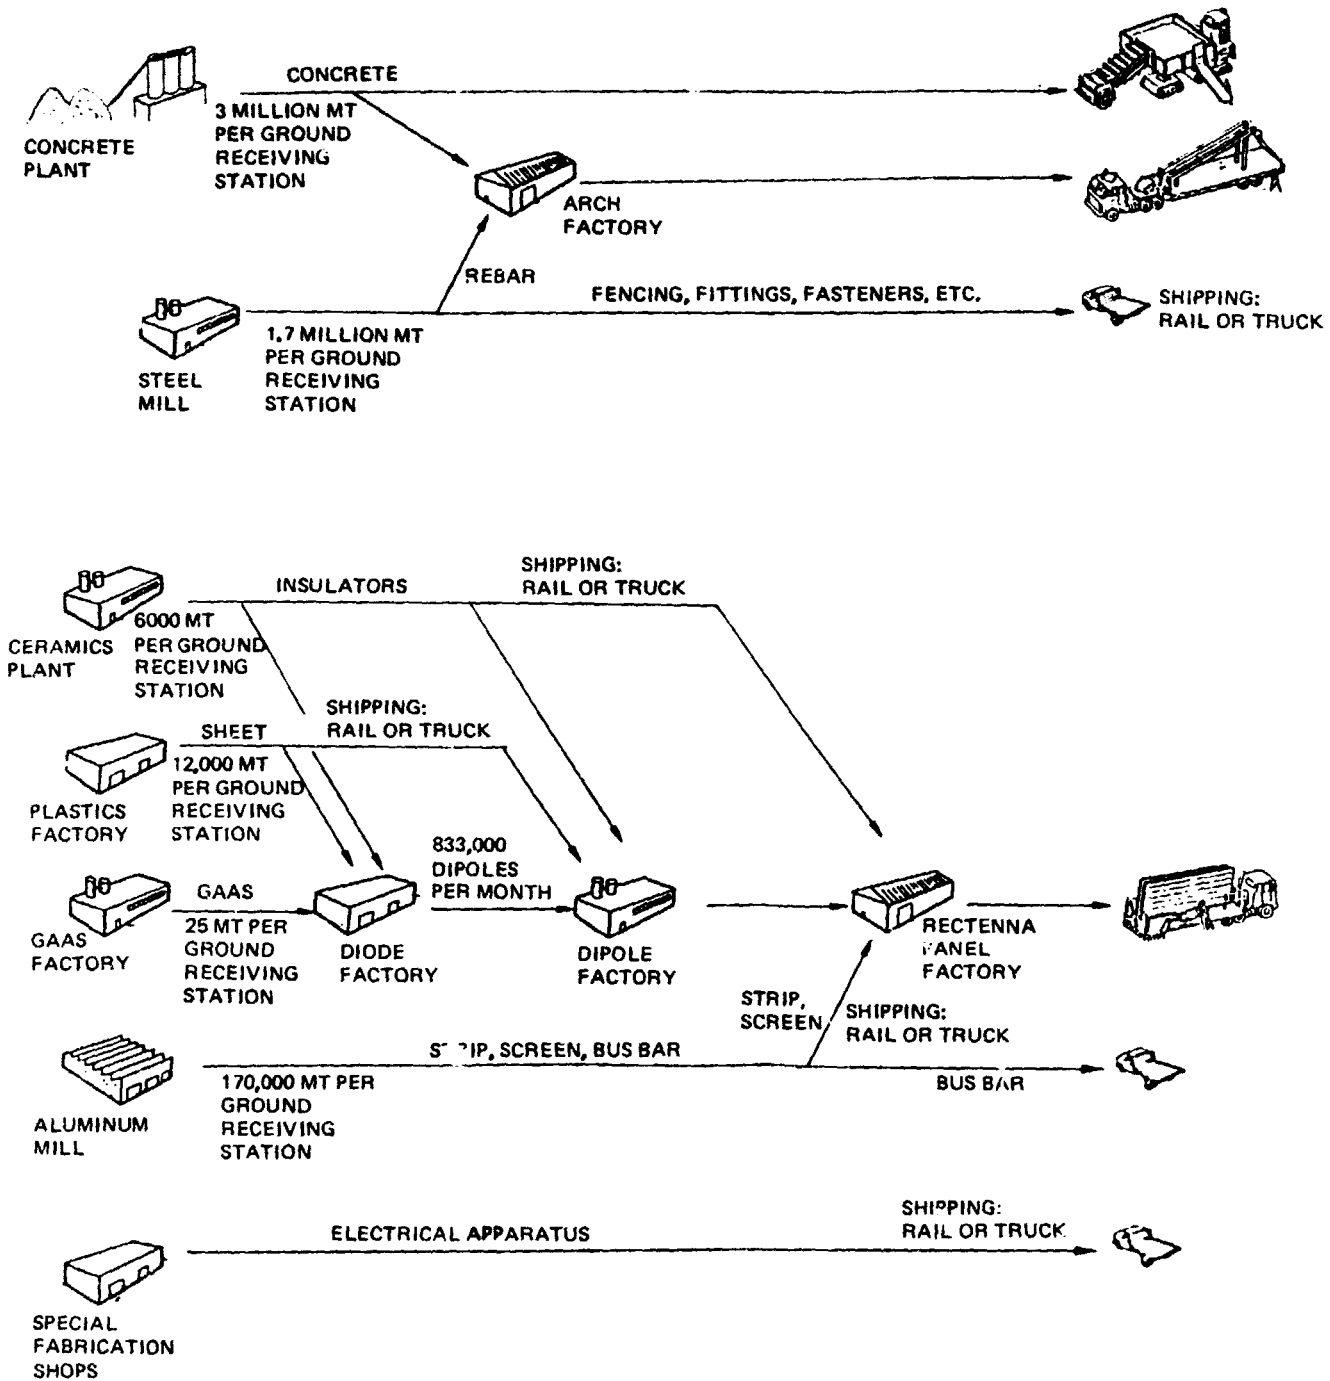 CONCRETE
3 MILLION MT
PER GROUND
RECEIVING
STATION
CONCRETE
PLANT
ARCH
FACTORY
REBAR
FENCING, FITTINGS, FASTENERS, ETC.
SHIPPING:
RAIL OR TRUCK
1.7 MILLION MT
PER GROUND
RECEIVING
STATION
STEEL
MILL
INSULATORS
SHIPPING:
RAIL OR TRUCK
6000 MT
PER GROUND
RECEIVING
STATION
CERAMICS
PLANT
SHEET
SHIPPING:
RAIL OR TRUCK
12,000 MT
PER GROUND
RECEIVING
STATION
PLASTICS
FACTORY
833,000
DIPOLES
PER MONTH
GAAS
25 MT PER
GROUND
RECEIVING
STATION
GAAS
FACTORY
DIODE
FACTORY
DIPOLE
FACTORY
RECTENNA
PANEL
FACTORY
STRIP,
SCREEN
SHIPPING:
RAIL OR TRUCK
STRIP, SCREEN, BUS BAR
BUS BAR
170,000 MT PER
GROUND
RECEIVING
STATION
ALUMINUM
MILL
SHIPPING:
RAIL OR TRUCK
ELECTRICAL APPARATUS
SPECIAL
FABRICATION
SHOPS